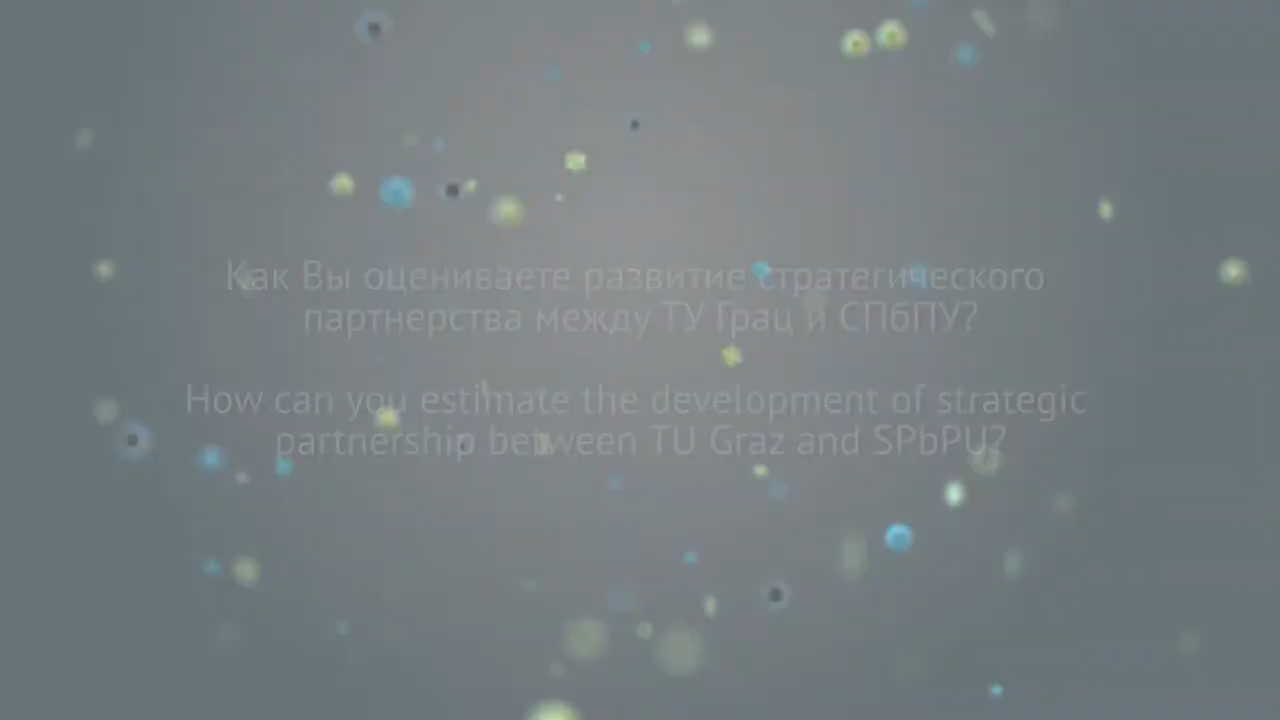 Как Вы оцениваете развитие стратегического
партнерства между ТУ Грац и СПбПУ?
How can you estimate the development of strategic
partnership between TU Graz and SPbPU?